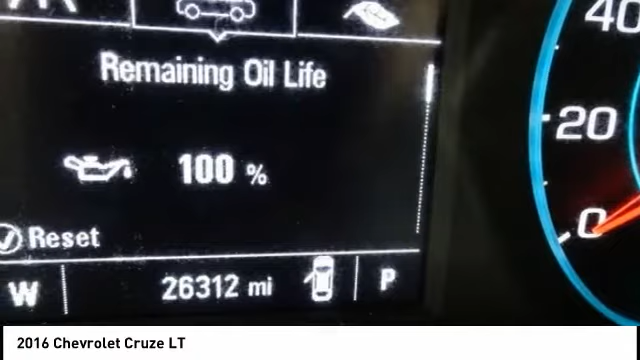 Remaining Oil Life
100 %
Reset
W 26312 mi P
40
20
0
2016 Chevrolet Cruze LT